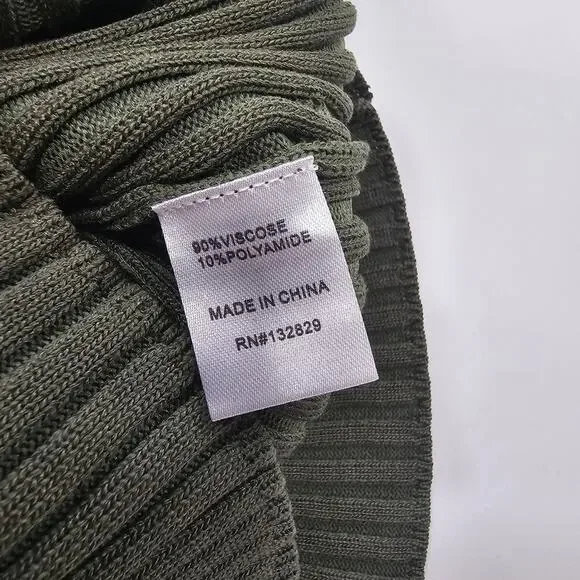 90%VISCOSE
10%POLYAMIDE
MADE IN CHINA
RN#132829